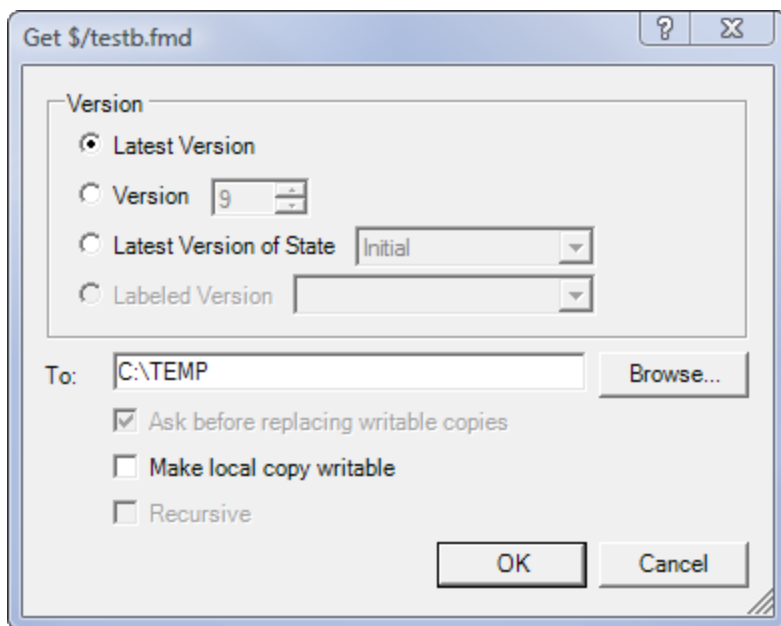 Get $/testb.fmd
Version
Latest Version
Version 9
Latest Version of State Initial
Labeled Version
To: C:\TEMP Browse...
Ask before replacing writable copies
Make local copy writable
Recursive
OK Cancel